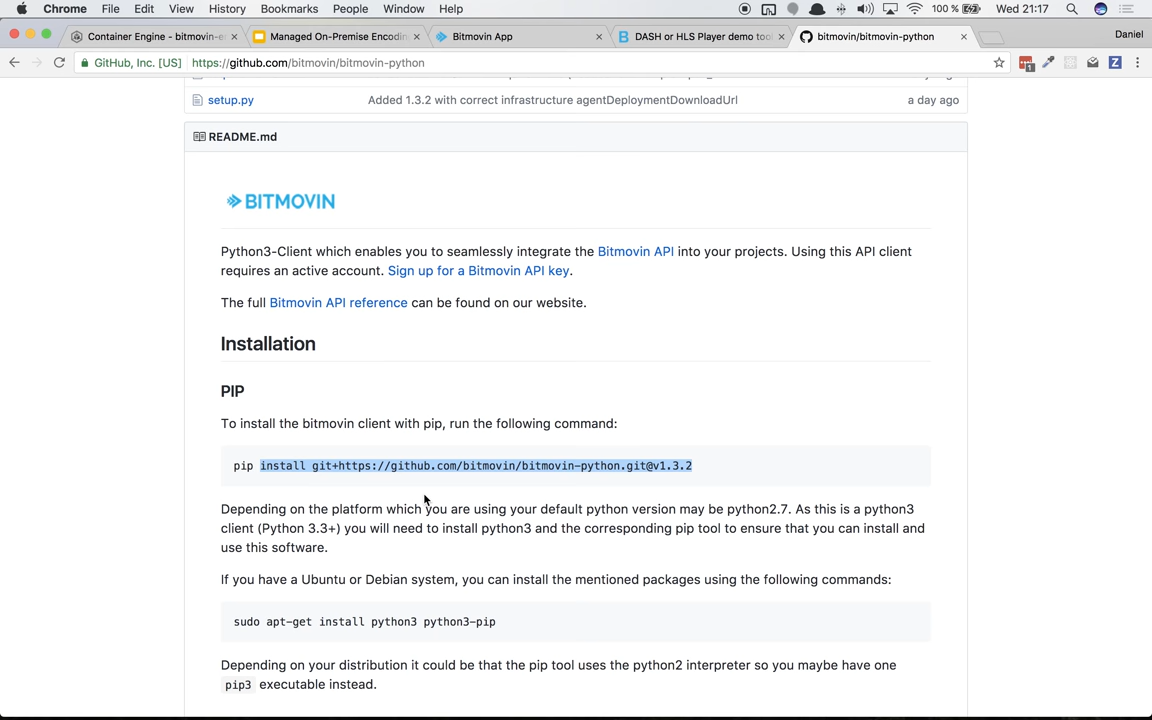 Chrome File Edit View History Bookmarks People Window Help 100 % Wed 21:17
Container Engine - bitmovin-e Managed On-Premise Encodin Bitmovin App DASH or HLS Player demo too bitmovin/bitmovin-python Daniel
GitHub, Inc. [US] https://github.com/bitmovin/bitmovin-python
setup.py Added 1.3.2 with correct infrastructure agentDeploymentDownloadUrl a day ago
README.md
BITMOVIN
Python3-Client which enables you to seamlessly integrate the Bitmovin API into your projects. Using this API client
requires an active account. Sign up for a Bitmovin API key.
The full Bitmovin API reference can be found on our website.
Installation
PIP
To install the bitmovin client with pip, run the following command:
pip install git+https://github.com/bitmovin/bitmovin-python.git@v1.3.2
Depending on the platform which you are using your default python version may be python2.7. As this is a python3
client (Python 3.3+) you will need to install python3 and the corresponding pip tool to ensure that you can install and
use this software.
If you have a Ubuntu or Debian system, you can install the mentioned packages using the following commands:
sudo apt-get install python3 python3-pip
Depending on your distribution it could be that the pip tool uses the python2 interpreter so you maybe have one
pip3 executable instead.